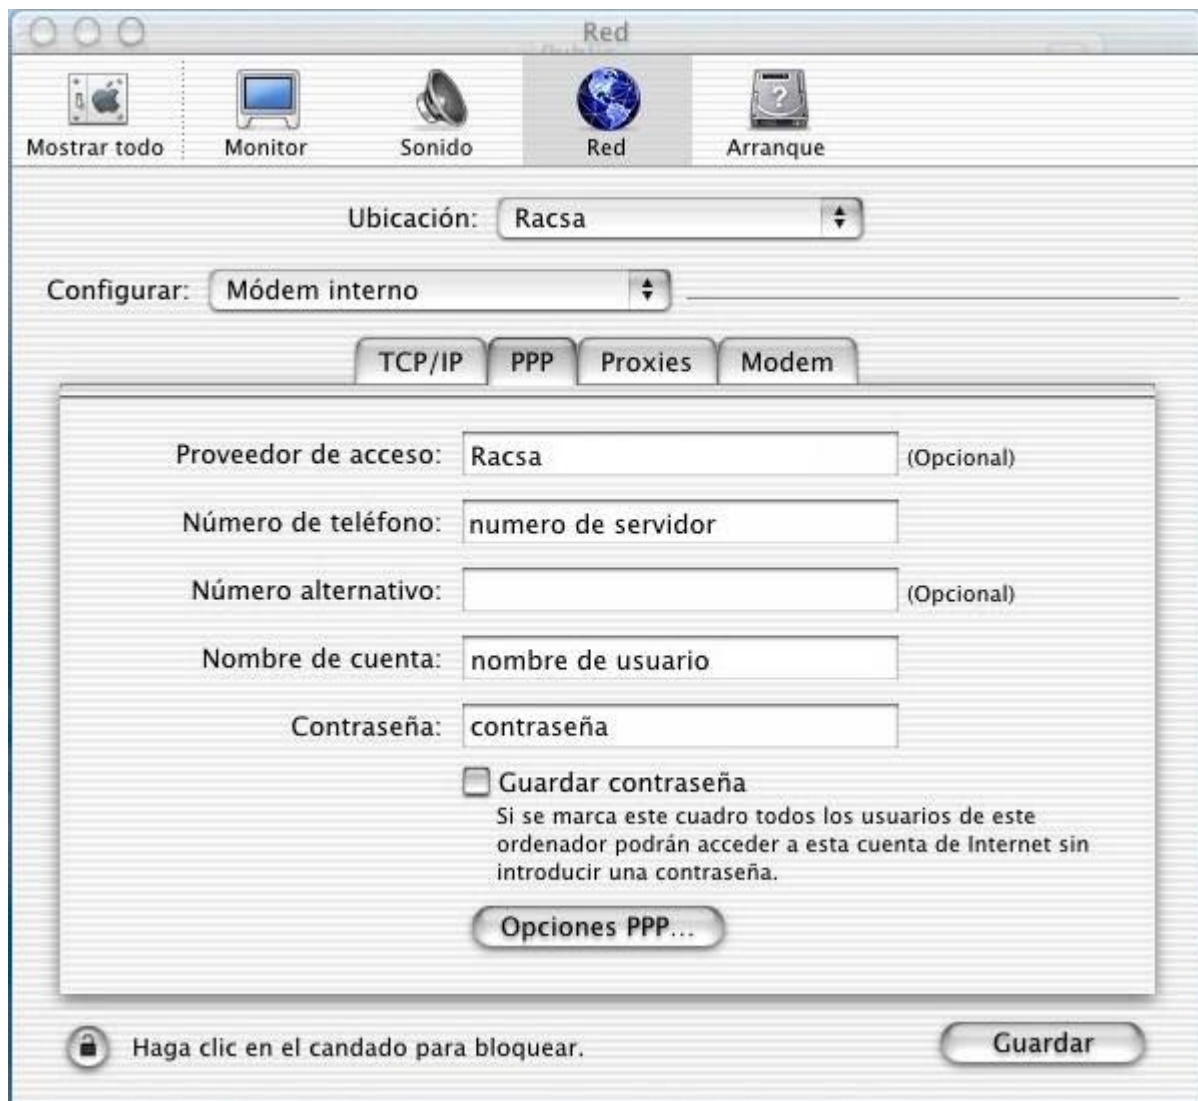 Red
Mostrar todo
Monitor
Sonido
Red
Arranque
Ubicación: Racsa
Configurar: Módem interno
TCP/IP
PPP
Proxies
Modem
Proveedor de acceso: Racsa (Opcional)
Número de teléfono: numero de servidor
Número alternativo: (Opcional)
Nombre de cuenta: nombre de usuario
Contraseña: contraseña
Guardar contraseña
Si se marca este cuadro todos los usuarios de este
ordenador podrán acceder a esta cuenta de Internet sin
introducir una contraseña.
Opciones PPP...
Haga clic en el candado para bloquear.
Guardar